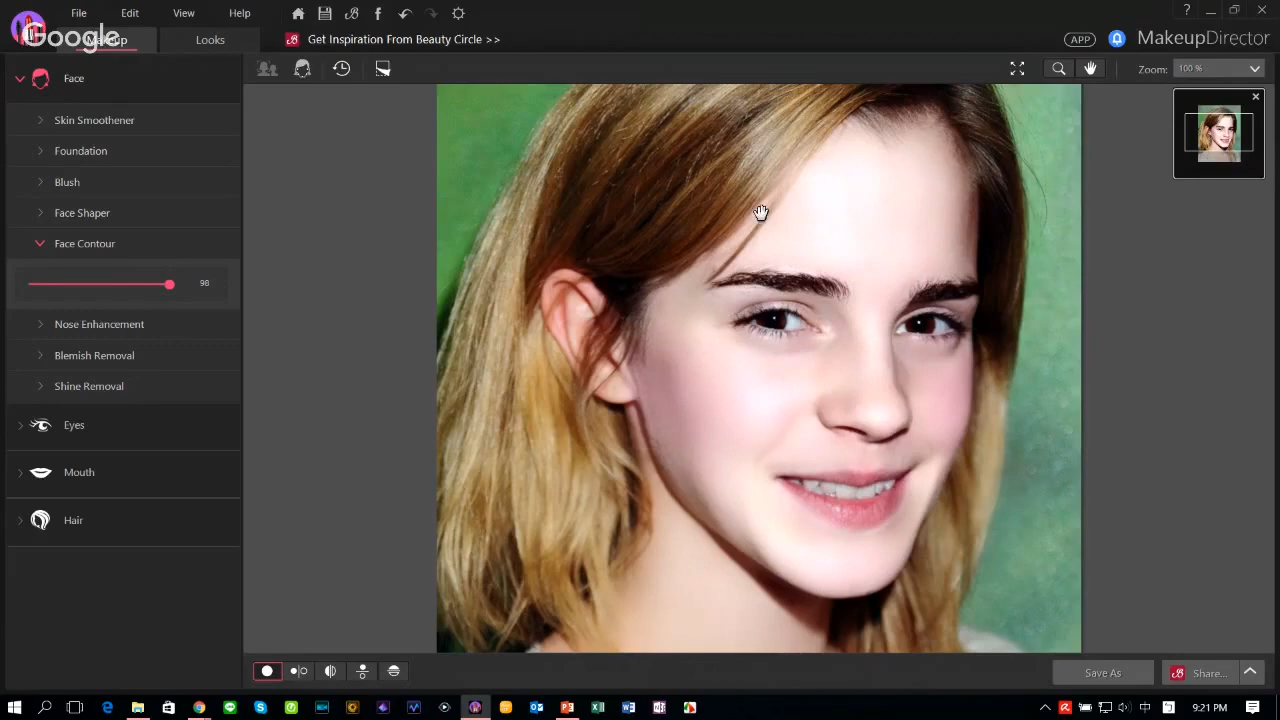 File Edit View Help
Google
Makeup Looks
Get Inspiration From Beauty Circle >>
APP
MakeupDirector
Zoom: 100 %
Face
Skin Smoothener
Foundation
Blush
Face Shaper
Face Contour
98
Nose Enhancement
Blemish Removal
Shine Removal
Eyes
Mouth
Hair
Save As
Share...
中
9:21 PM